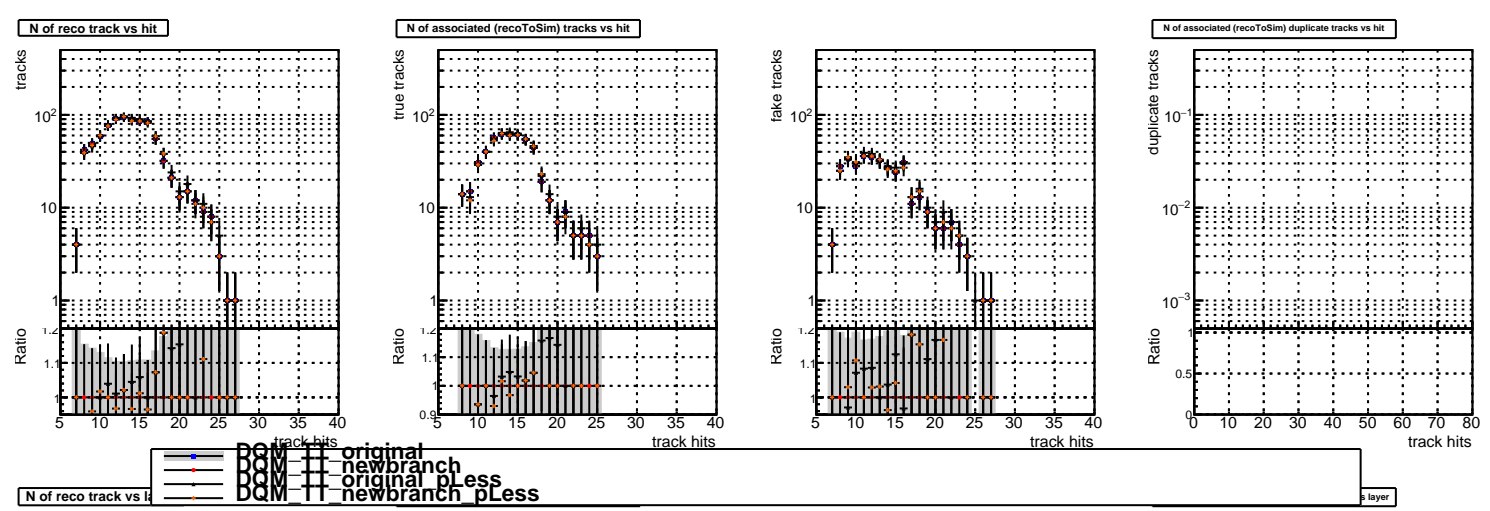 N of reco track vs hit
N of associated (recoToSim) tracks vs hit
N of associated (recoToSim) duplicate tracks vs hit
tracks
10²
10
1
Ratio
1.2
1.1
1
5 10 15 20 25 30 35 40
track hits
true tracks
10²
10
1
Ratio
1.2
1.1
1
0.9
5 10 15 20 25 30 35 40
track hits
fake tracks
10²
10
1
Ratio
1.2
1.1
1
5 10 15 20 25 30 35 40
track hits
duplicate tracks
10⁻¹
10⁻²
10⁻³
Ratio
1
0.5
0
0 10 20 30 40 50 60 70 80
track hits
DQM_TT_original
DQM_TT_newbranch
DQM_TT_original_pLess
DQM_TT_newbranch_pLess
N of reco track vs la
s layer